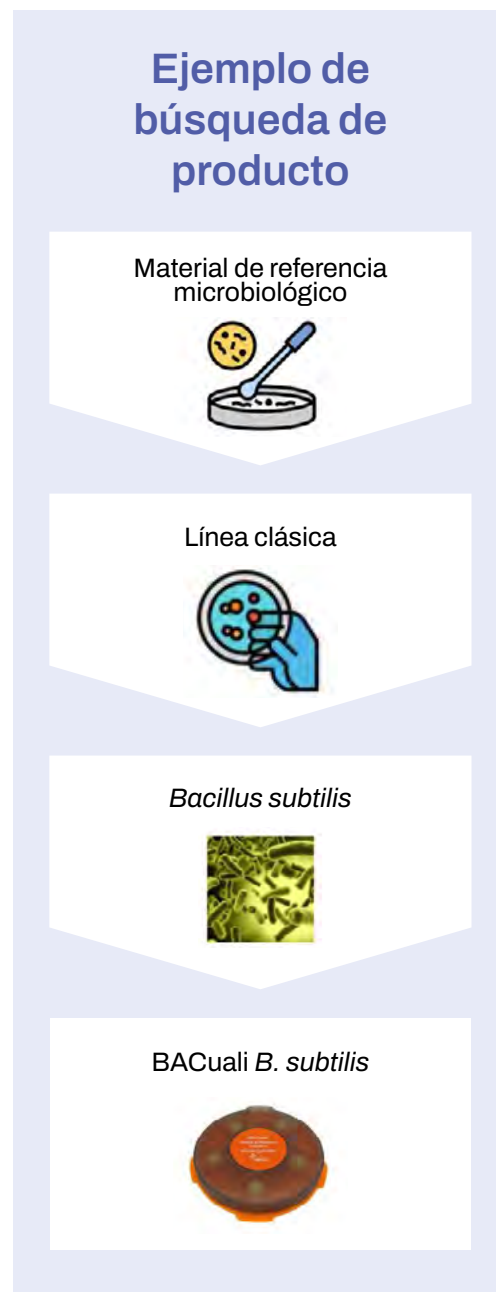 Ejemplo de
búsqueda de
producto
Material de referencia
microbiológico
Línea clásica
Bacillus subtilis
BACuali B. subtilis